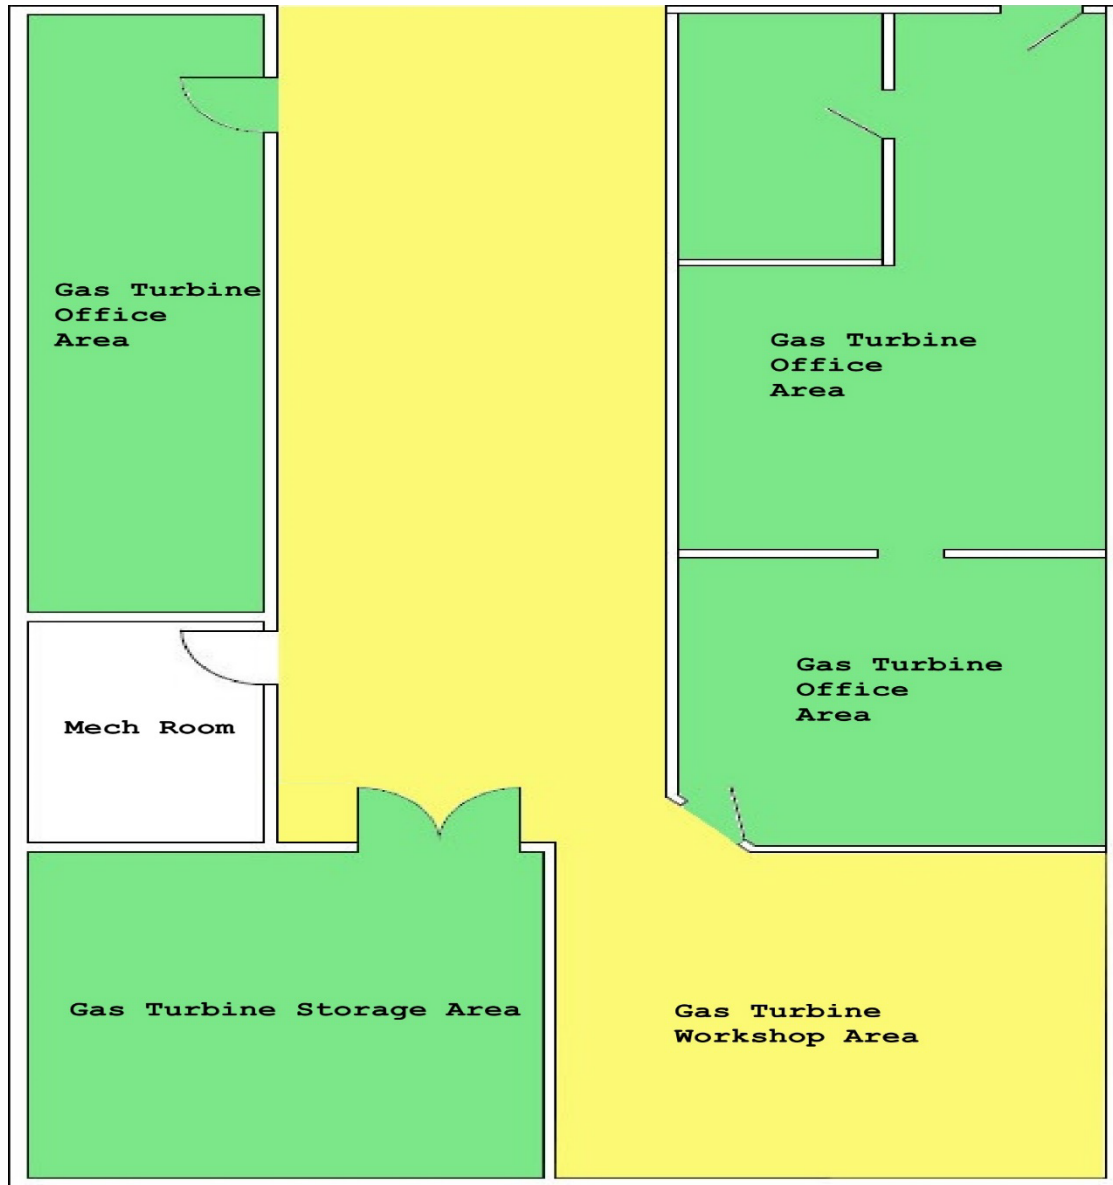 Gas Turbine
Office
Area
Gas Turbine
Office
Area
Gas Turbine
Office
Area
Mech Room
Gas Turbine Storage Area
Gas Turbine
Workshop Area